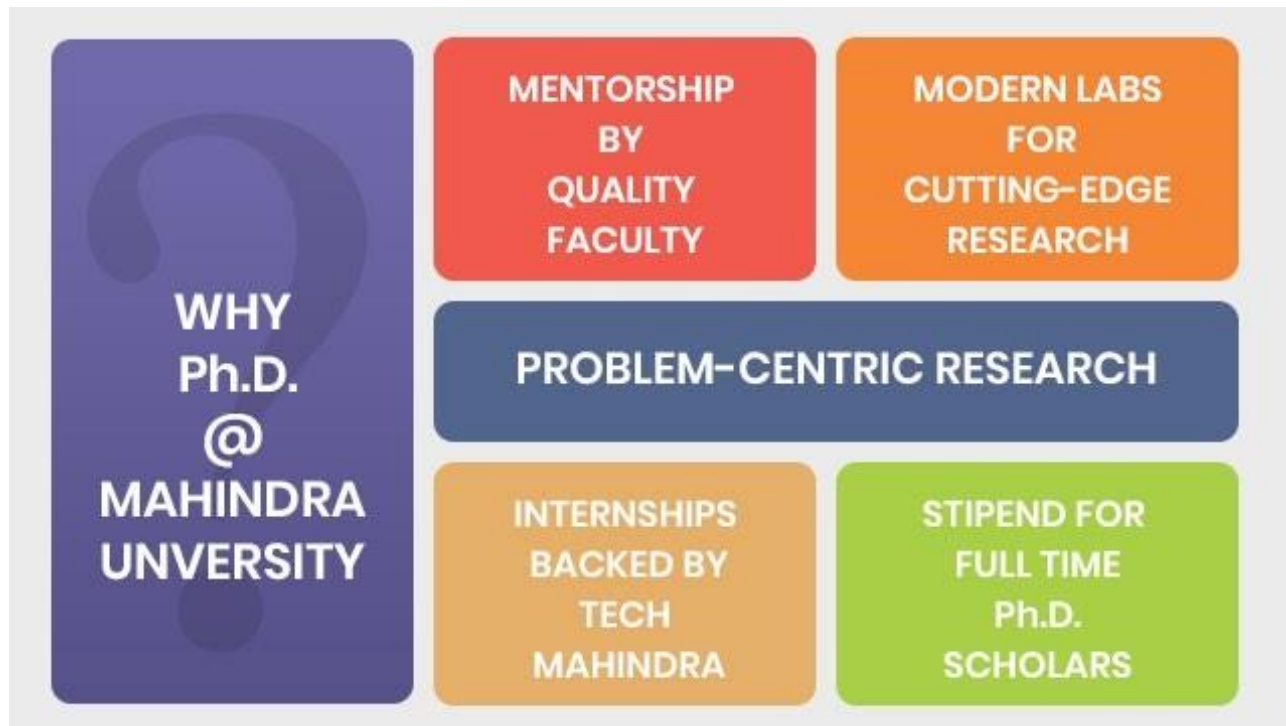 WHY
Ph.D.
@
MAHINDRA
UNVERSITY
MENTORSHIP
BY
QUALITY
FACULTY
MODERN LABS
FOR
CUTTING-EDGE
RESEARCH
PROBLEM-CENTRIC RESEARCH
INTERNSHIPS
BACKED BY
TECH
MAHINDRA
STIPEND FOR
FULL TIME
Ph.D.
SCHOLARS